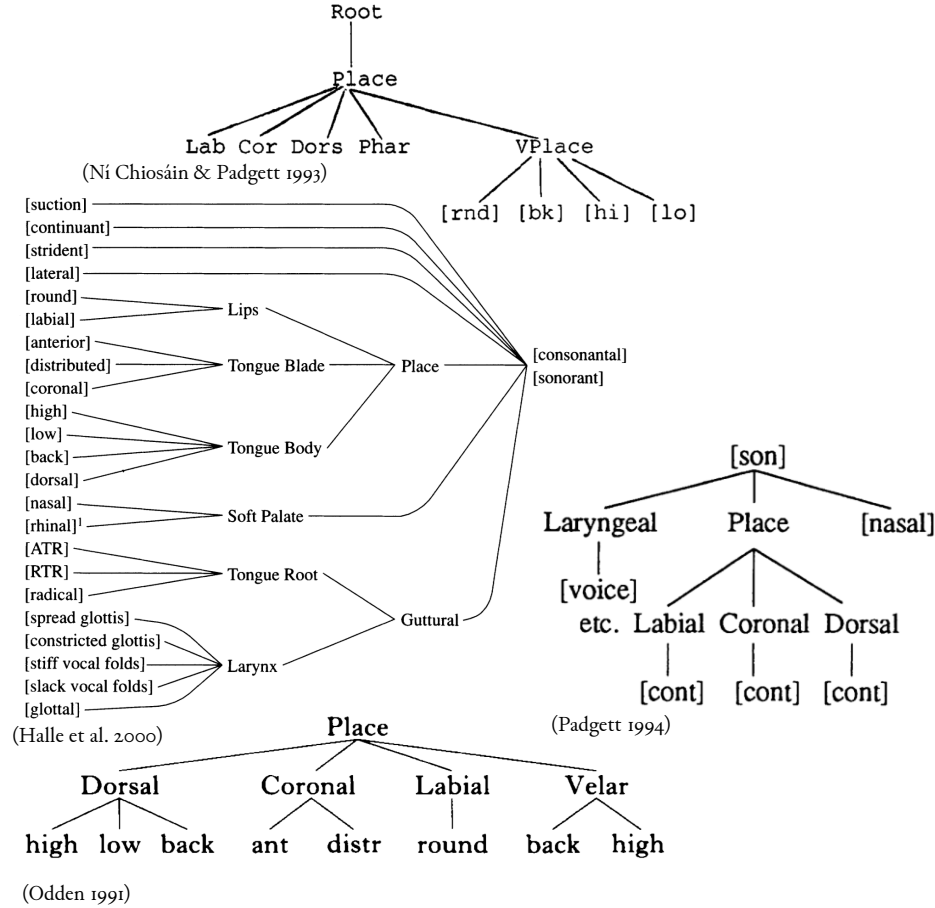 Root
Place
Lab Cor Dors Phar VPlace
(Ní Chiosáin & Padgett 1993)
[rnd] [bk] [hi] [lo]
[suction]
[continuant]
[strident]
[lateral]
[round]
[labial]
Lips
[anterior]
[distributed]
[coronal]
Tongue Blade
Place
[consonantal]
[sonorant]
[high]
[low]
[back]
[dorsal]
Tongue Body
[nasal]
[rhinal]¹
Soft Palate
[ATR]
[RTR]
[radical]
Tongue Root
Guttural
[spread glottis]
[constricted glottis]
[stiff vocal folds]
[slack vocal folds]
[glottal]
Larynx
(Halle et al. 2000)
[son]
Laryngeal Place [nasal]
[voice]
etc. Labial Coronal Dorsal
[cont] [cont] [cont]
(Padgett 1994)
Place
Dorsal Coronal Labial Velar
high low back ant distr round back high
(Odden 1991)